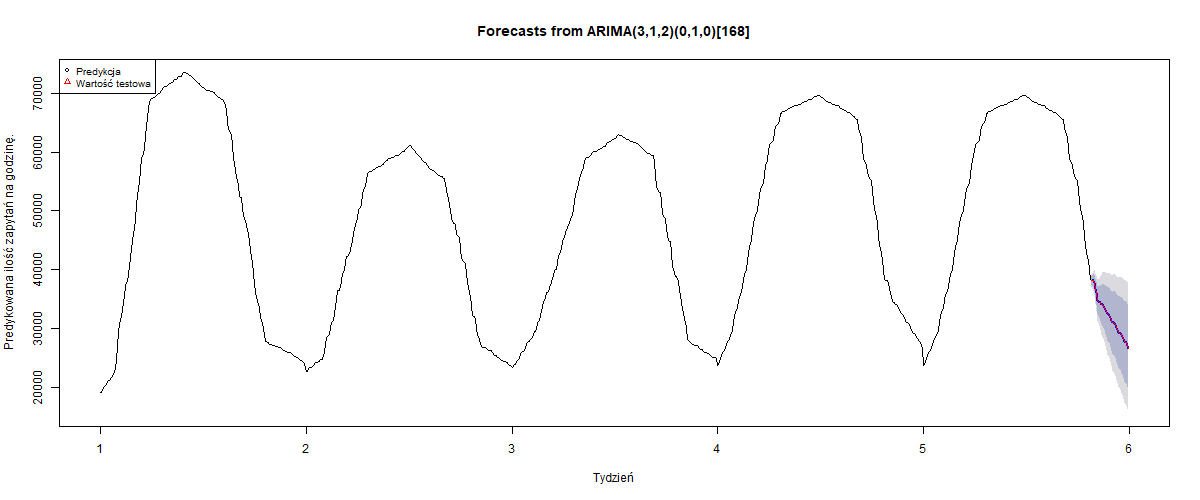 Forecasts from ARIMA(3,1,2)(0,1,0)[168]
Predykcja
Wartość testowa
Predykowana ilość zapytań na godzinę.
70000
60000
50000
40000
30000
20000
1 2 3 4 5 6
Tydzień